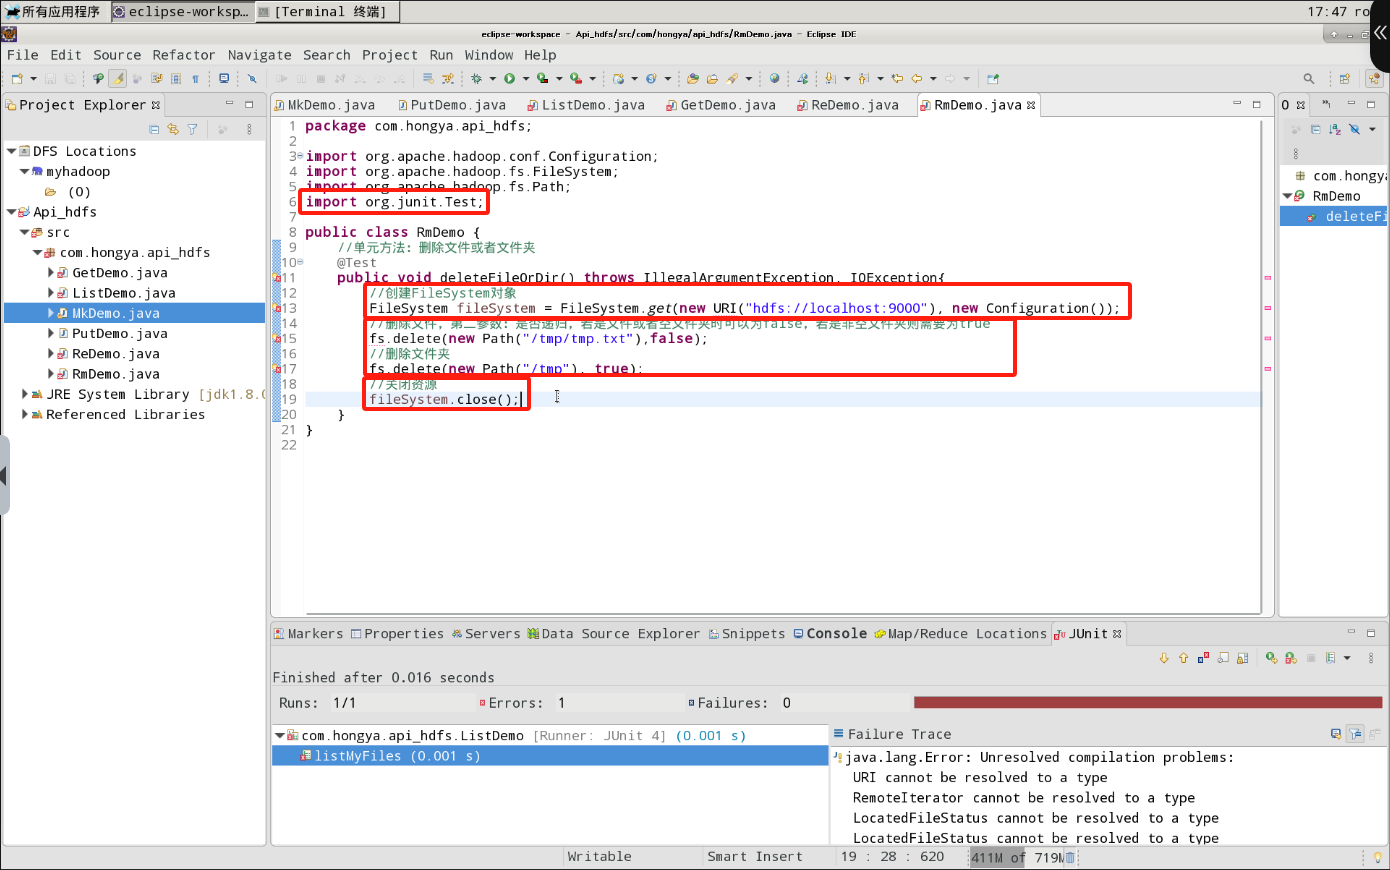 所有应用程序 eclipse-worksp... [Terminal 终端] 17:47 ro
eclipse-workspace - Api_hdfs/src/com/hongya/api_hdfs/RmDemo.java - Eclipse IDE
File Edit Source Refactor Navigate Search Project Run Window Help
Project Explorer
MkDemo.java PutDemo.java ListDemo.java GetDemo.java ReDemo.java RmDemo.java
DFS Locations
myhadoop
(0)
Api_hdfs
src
com.hongya.api_hdfs
GetDemo.java
ListDemo.java
MkDemo.java
PutDemo.java
ReDemo.java
RmDemo.java
JRE System Library [jdk1.8.0
Referenced Libraries
1 package com.hongya.api_hdfs;
2
3 import org.apache.hadoop.conf.Configuration;
4 import org.apache.hadoop.fs.FileSystem;
5 import org.apache.hadoop.fs.Path;
6 import org.junit.Test;
7
8 public class RmDemo {
9 //单元方法: 删除文件或者文件夹
10 @Test
11 public void deleteFileOrDir() throws IllegalArgumentException, IOException{
12 //创建FileSystem对象
13 FileSystem fileSystem = FileSystem.get(new URI("hdfs://localhost:9000"), new Configuration());
14 //删除文件, 第二参数: 是否递归, 若是文件或者空文件夹时可以为false, 若是非空文件夹则需要为true
15 fs.delete(new Path("/tmp/tmp.txt"),false);
16 //删除文件夹
17 fs.delete(new Path("/tmp"), true);
18 //关闭资源
19 fileSystem.close();
20 }
21 }
22
O
com.hongya
RmDemo
deleteFi
Markers Properties Servers Data Source Explorer Snippets Console Map/Reduce Locations JUnit
Finished after 0.016 seconds
Runs: 1/1 Errors: 1 Failures: 0
com.hongya.api_hdfs.ListDemo [Runner: JUnit 4] (0.001 s)
listMyFiles (0.001 s)
Failure Trace
java.lang.Error: Unresolved compilation problems:
URI cannot be resolved to a type
RemoteIterator cannot be resolved to a type
LocatedFileStatus cannot be resolved to a type
LocatedFileStatus cannot be resolved to a type
Writable Smart Insert 19 : 28 : 620 411M of 719M